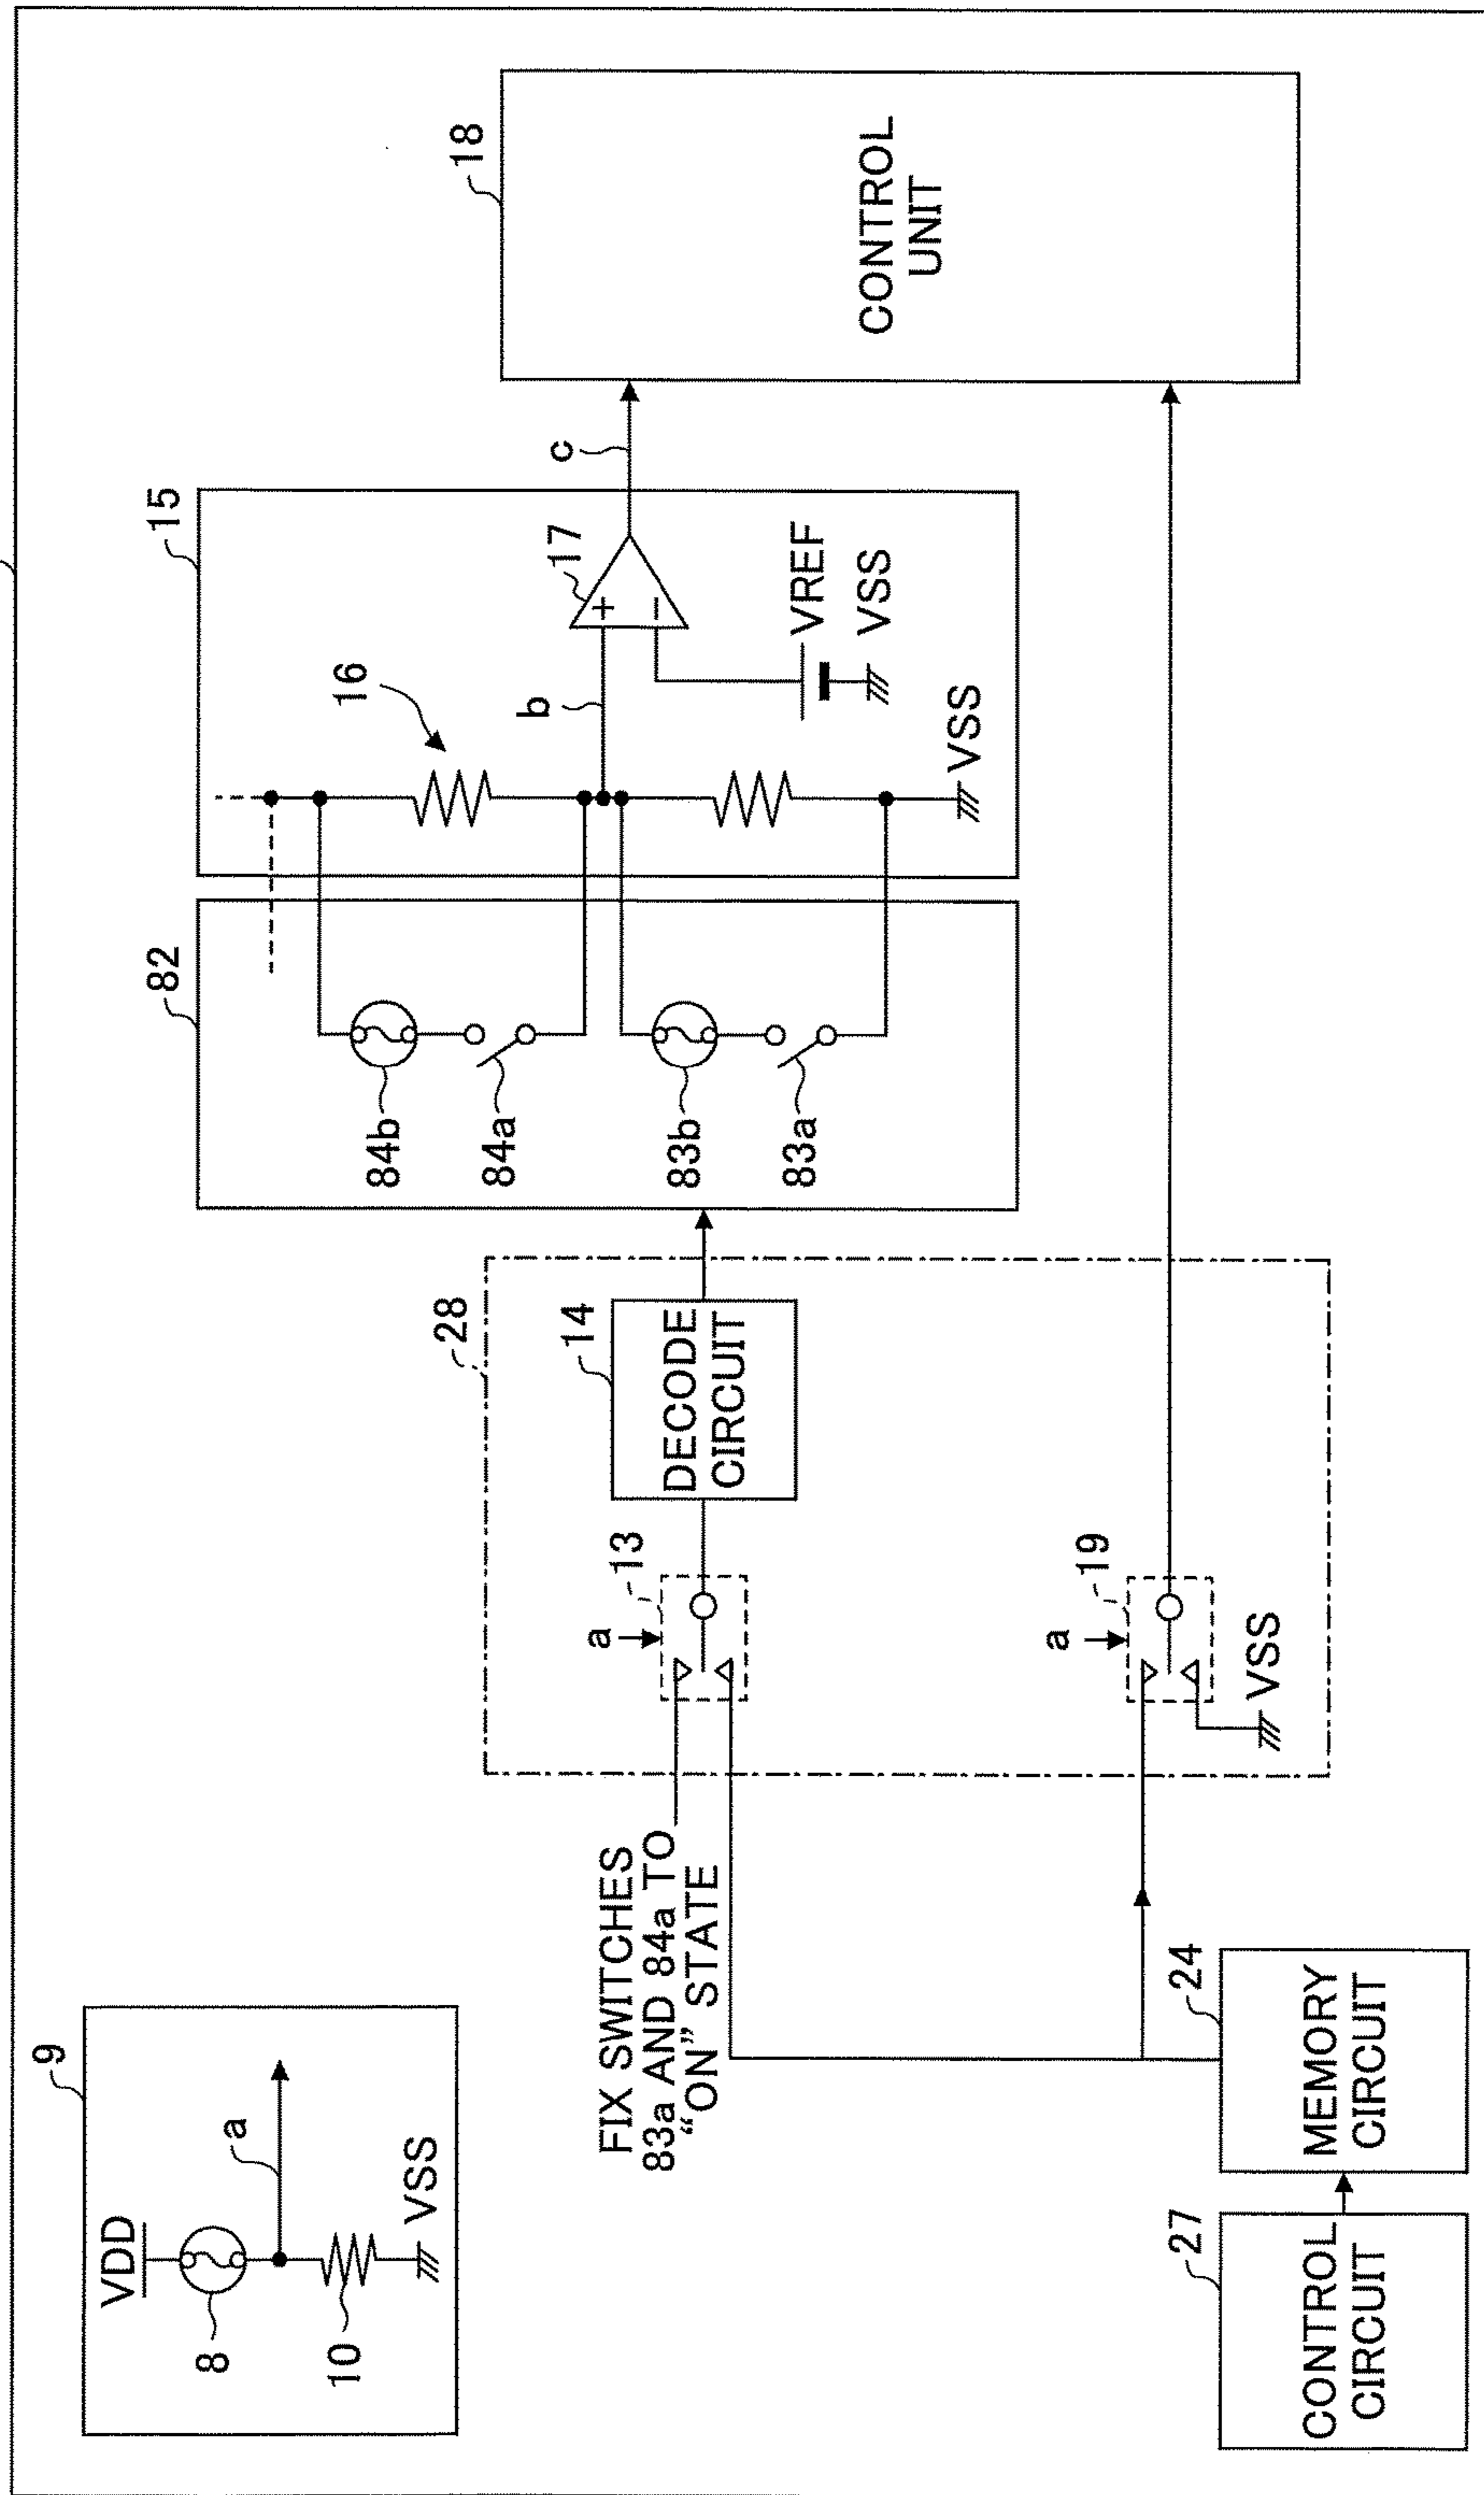 9
VDD
8
10
a
VSS
27
CONTROL
CIRCUIT
24
MEMORY
CIRCUIT
FIX SWITCHES
83a AND 84a TO
“ON” STATE
28
a
13
14
DECODE
CIRCUIT
a
19
VSS
82
84b
84a
83b
83a
15
16
b
17
+
−
VREF
VSS
VSS
c
18
CONTROL
UNIT